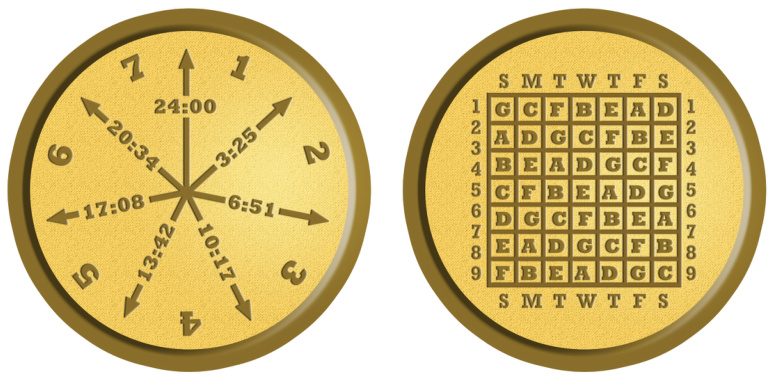 7 1
24:00
20:34 3:25
6 2
17:08 6:51
13:42 10:17
5 3
4
S M T W T F S
1 G C F B E A D 1
2 2
A D G C F B E
3 3
B E A D G C F
4 4
5 C F B E A D G 5
6 6
D G C F B E A
7 7
E A D G C F B
8 8
9 F B E A D G C 9
S M T W T F S